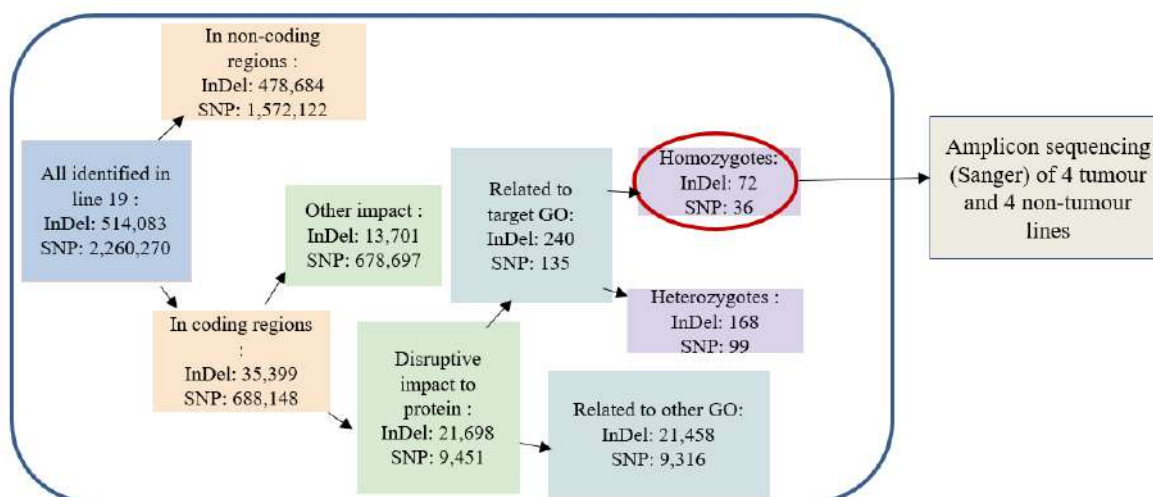 In non-coding
regions :
InDel: 478,684
SNP: 1,572,122
All identified in
line 19 :
InDel: 514,083
SNP: 2,260,270
In coding regions
:
InDel: 35,399
SNP: 688,148
Other impact :
InDel: 13,701
SNP: 678,697
Disruptive
impact to
protein :
InDel: 21,698
SNP: 9,451
Related to
target GO:
InDel: 240
SNP: 135
Related to other GO:
InDel: 21,458
SNP: 9,316
Homozygotes:
InDel: 72
SNP: 36
Heterozygotes :
InDel: 168
SNP: 99
Amplicon sequencing
(Sanger) of 4 tumour
and 4 non-tumour
lines